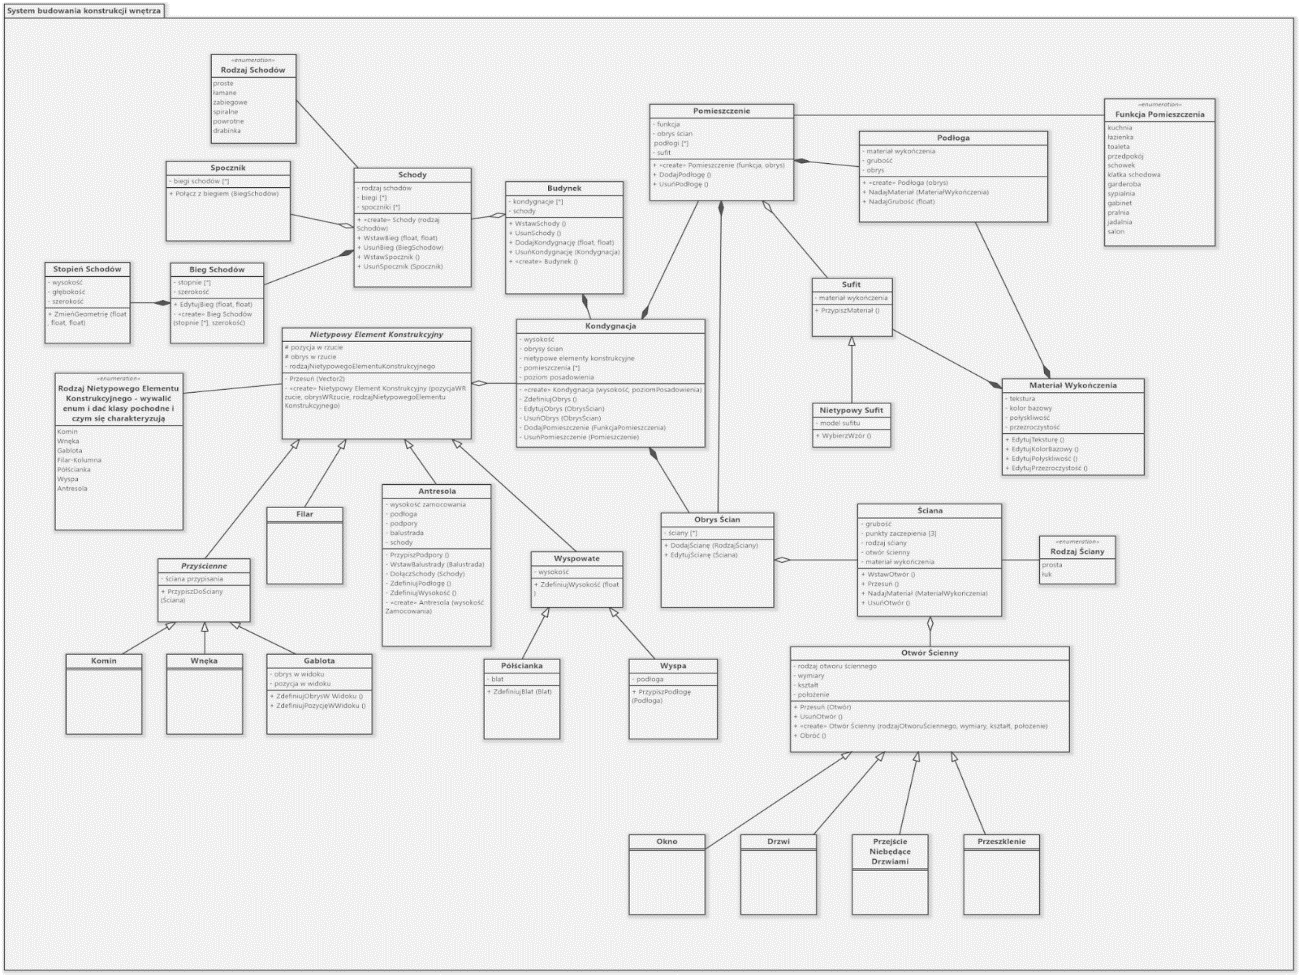 System budowania konstrukcji wnętrza
«enumeration»
Rodzaj Schodów
proste
łamane
zabiegowe
spiralne
powrotne
drabinka
Spocznik
- biegi schodów [*]
+ Połącz z biegiem (BiegSchodów)
Schody
- rodzaj schodów
- biegi [*]
- spoczniki [*]
+ «create» Schody (rodzaj
Schodów)
+ WstawBieg (float, float)
+ UsuńBieg (BiegSchodów)
+ WstawSpocznik ()
+ UsuńSpocznik (Spocznik)
Budynek
- kondygnacje [*]
- schody
+ WstawSchody ()
+ UsuńSchody ()
+ DodajKondygnację (float, float)
+ UsuńKondygnację (Kondygnacja)
+ «create» Budynek ()
Pomieszczenie
- funkcja
- obrys ścian
podłogi [*]
- sufit
+ «create» Pomieszczenie (funkcja, obrys)
+ DodajPodłogę ()
+ UsuńPodłogę ()
Podłoga
- materiał wykończenia
- grubość
- obrys
+ «create» Podłoga (obrys)
+ NadajMateriał (MateriałWykończenia)
+ NadajGrubość (float)
«enumeration»
Funkcja Pomieszczenia
kuchnia
łazienka
toaleta
przedpokój
schowek
klatka schodowa
garderoba
sypialnia
gabinet
pralnia
jadalnia
salon
Stopień Schodów
- wysokość
- głębokość
- szerokość
+ ZmieńGeometrię (float
, float, float)
Bieg Schodów
- stopnie [*]
- szerokość
+ EdytujBieg (float, float)
- «create» Bieg Schodów
(stopnie [*], szerokość)
Sufit
- materiał wykończenia
+ PrzypiszMateriał ()
Nietypowy Element Konstrukcyjny
# pozycja w rzucie
# obrys w rzucie
- rodzajNietypowegoElementuKonstrukcyjnego
- Przesuń (Vector2)
- «create» Nietypowy Element Konstrukcyjny (pozycjaWR
zucie, obrysWRzucie, rodzajNietypowegoElementu
Konstrukcyjnego)
Kondygnacja
- wysokość
- obrysy ścian
- nietypowe elementy konstrukcyjne
- pomieszczenia [*]
- poziom posadowienia
- «create» Kondygnacja (wysokość, poziomPosadowienia)
- ZdefiniujObrys ()
- EdytujObrys (ObrysŚcian)
- UsuńObrys (ObrysŚcian)
- DodajPomieszczenie (FunkcjaPomieszczenia)
- UsuńPomieszczenie (Pomieszczenie)
«enumeration»
Rodzaj Nietypowego Elementu
Konstrukcyjnego - wywalić
enum i dać klasy pochodne i
czym się charakteryzują
Komin
Wnęka
Gablota
Filar-Kolumna
Półścianka
Wyspa
Antresola
Nietypowy Sufit
- model sufitu
+ WybierzWzór ()
Materiał Wykończenia
- tekstura
- kolor bazowy
- połyskliwość
- przezroczystość
+ EdytujTeksturę ()
+ EdytujKolorBazowy ()
+ EdytujPołyskliwość ()
+ EdytujPrzezroczystość ()
Antresola
- wysokość zamocowania
- podłoga
- podpory
- balustrada
- schody
- PrzypiszPodpory ()
- WstawBalustrady (Balustrada)
- DołączSchody (Schody)
- ZdefiniujPodłogę ()
- ZdefiniujWysokość ()
- «create» Antresola (wysokość
Zamocowania)
Filar
Obrys Ścian
- ściany [*]
+ DodajŚcianę (RodzajŚciany)
+ EdytujŚcianę (Ściana)
Ściana
- grubość
- punkty zaczepienia [3]
- rodzaj ściany
- otwór ścienny
- materiał wykończenia
+ WstawOtwór ()
+ Przesuń ()
+ NadajMateriał (MateriałWykończenia)
+ UsuńOtwór ()
«enumeration»
Rodzaj Ściany
prosta
łuk
Przyścienne
- ściana przypisania
+ PrzypiszDoŚciany
(Ściana)
Wyspowate
- wysokość
+ ZdefiniujWysokość (float
)
Komin
Wnęka
Gablota
- obrys w widoku
- pozycja w widoku
+ ZdefiniujObrysW Widoku ()
+ ZdefiniujPozycjęWWidoku ()
Półścianka
- blat
+ ZdefiniujBlat (Blat)
Wyspa
- podłoga
+ PrzypiszPodłogę
(Podłoga)
Otwór Ścienny
- rodzaj otworu ściennego
- wymiary
- kształt
- położenie
+ Przesuń (Otwór)
+ UsuńOtwór ()
+ «create» Otwór Ścienny (rodzajOtworuŚciennego, wymiary, kształt, położenie)
+ Obróć ()
Okno
Drzwi
Przejście
Niebędące
Drzwiami
Przeszklenie